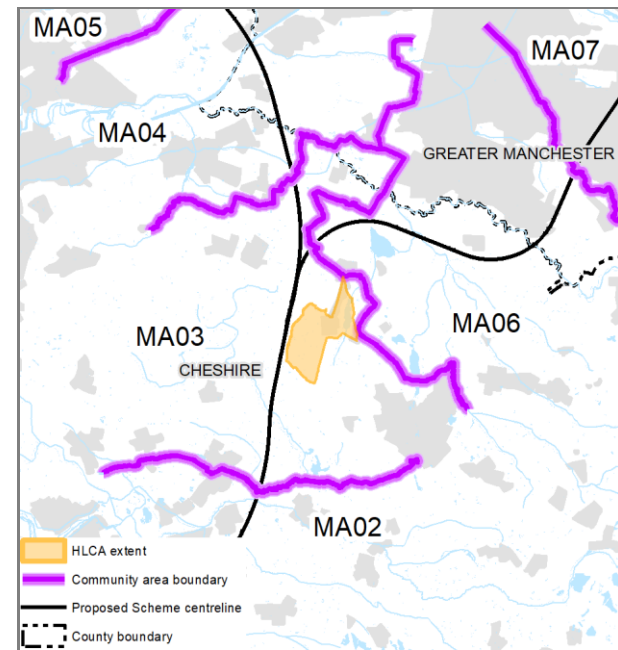 MA05
MA07
MA04
GREATER MANCHESTER
MA03
MA06
CHESHIRE
MA02
HLCA extent
Community area boundary
Proposed Scheme centreline
County boundary